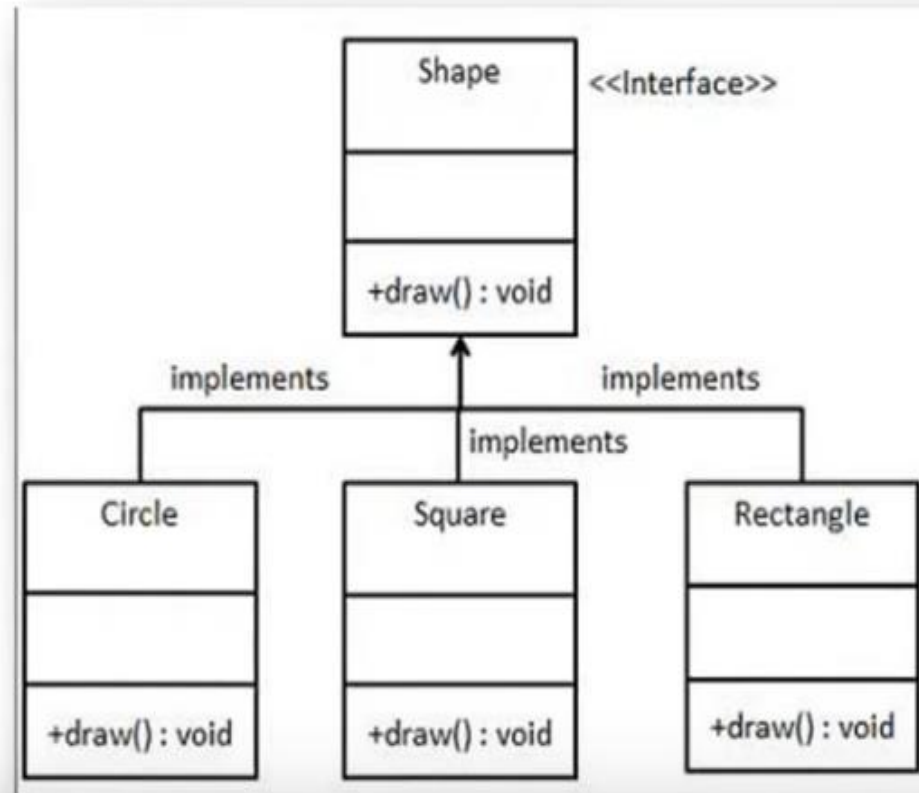 Shape
<<Interface>>
+draw() : void
implements
implements
implements
Circle
Square
Rectangle
+draw() : void
+draw() : void
+draw() : void